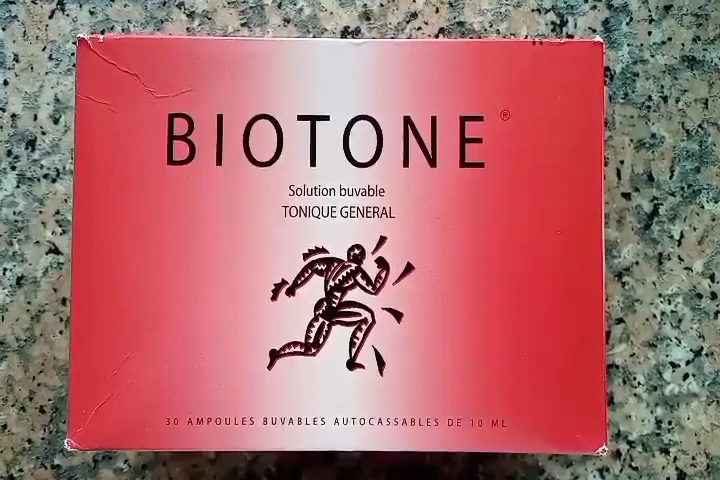 BIOTONE®
Solution buvable
TONIQUE GENERAL
30 AMPOULES BUVABLES AUTOCASSABLES DE 10 ML